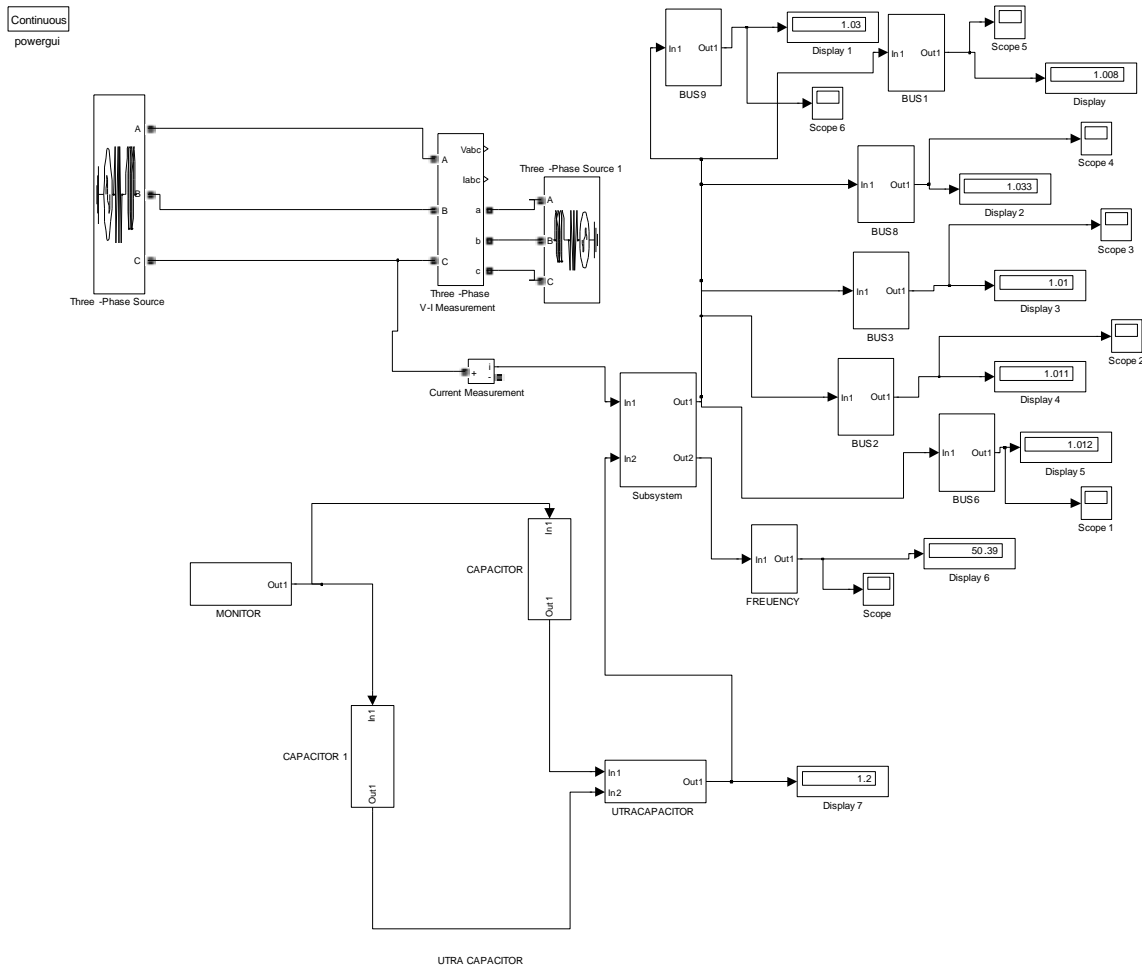 Continuous
powergui
In1
Out1
BUS9
1.03
Display 1
Scope 6
In1
Out1
BUS1
Scope 5
1.008
Display
A
B
C
Three -Phase Source
A
B
C
Vabc
Iabc
a
b
c
Three -Phase
V-I Measurement
Three -Phase Source 1
A
B
C
In1
Out1
BUS8
Scope 4
1.033
Display 2
In1
Out1
BUS3
Scope 3
1.01
Display 3
+
i
-
Current Measurement
In1
In2
Out1
Out2
Subsystem
In1
Out1
BUS2
Scope 2
1.011
Display 4
In1
Out1
BUS6
1.012
Display 5
Scope 1
In1
Out1
FREUENCY
50.39
Display 6
Scope
Out1
MONITOR
In1
Out1
CAPACITOR
In1
Out1
CAPACITOR 1
In1
In2
Out1
UTRACAPACITOR
1.2
Display 7
UTRA CAPACITOR